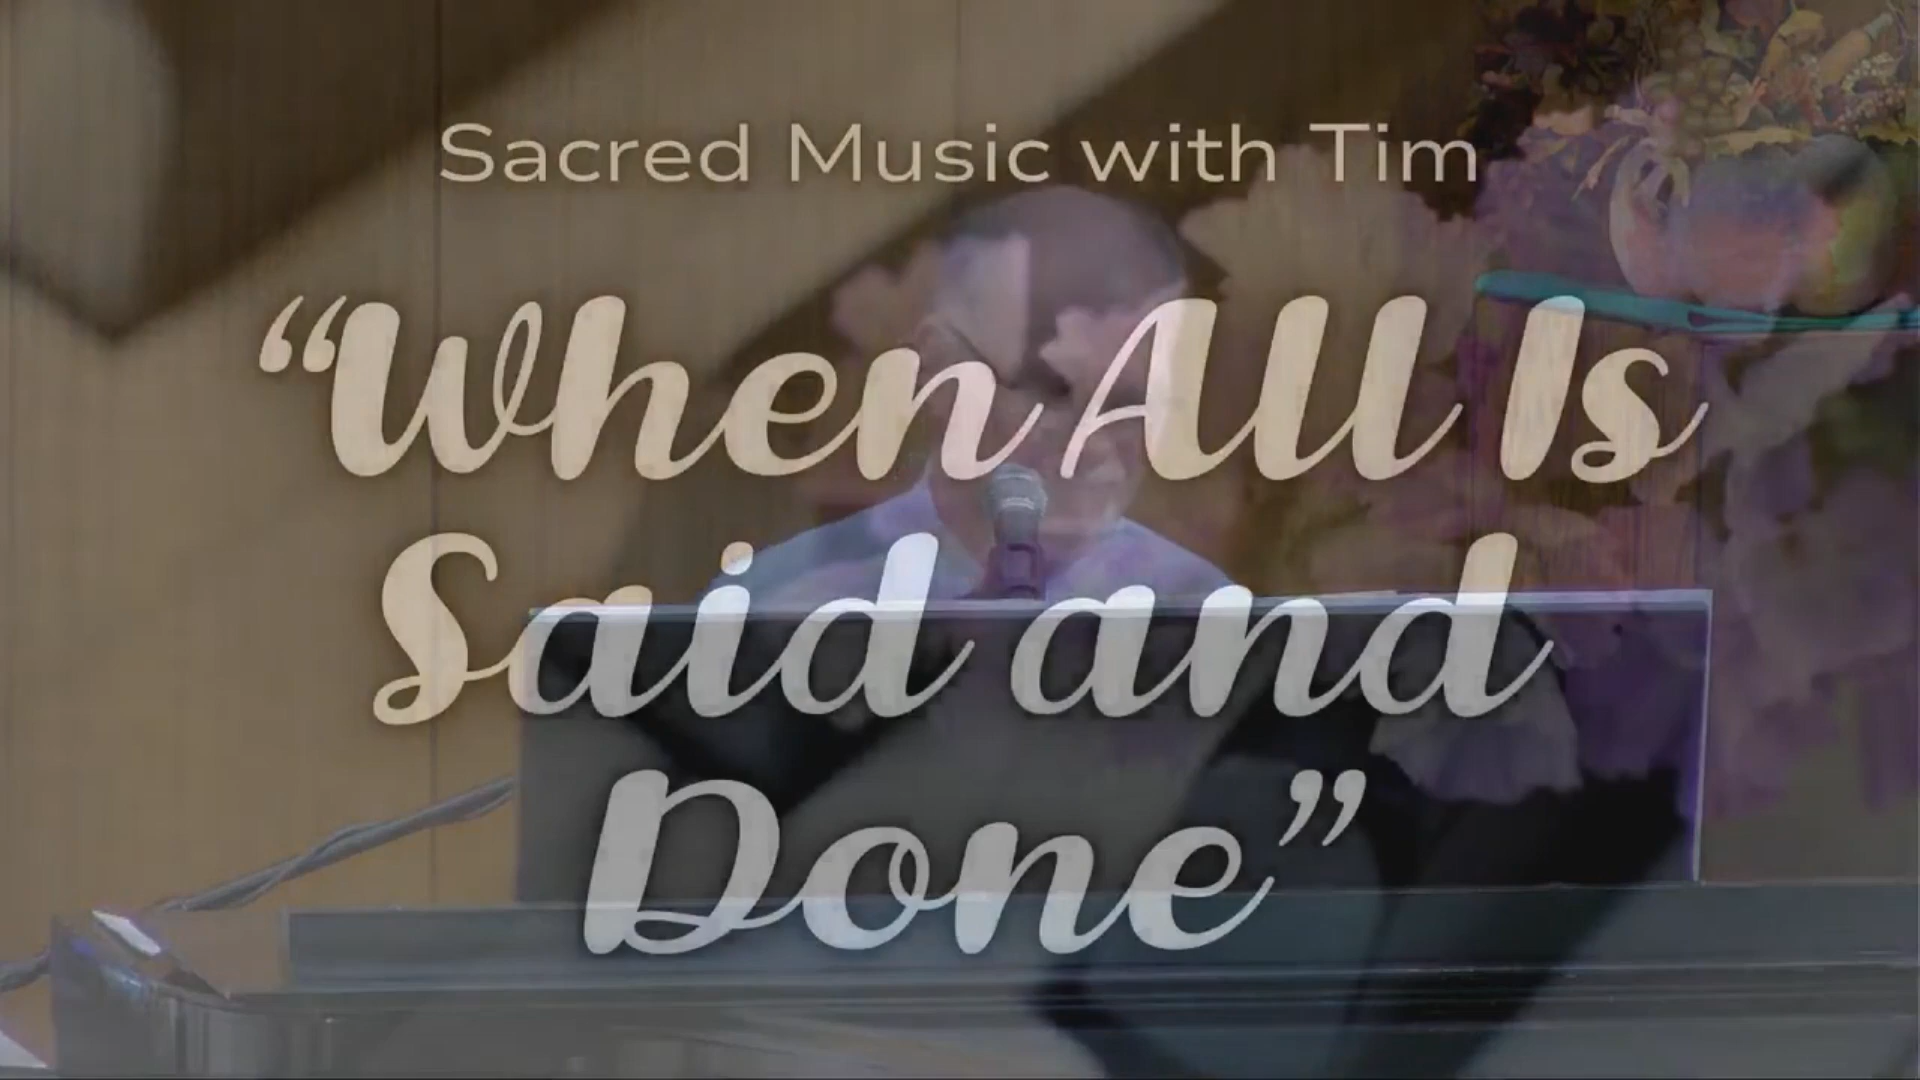 Sacred Music with Tim
“When All Is
Said and
Done”